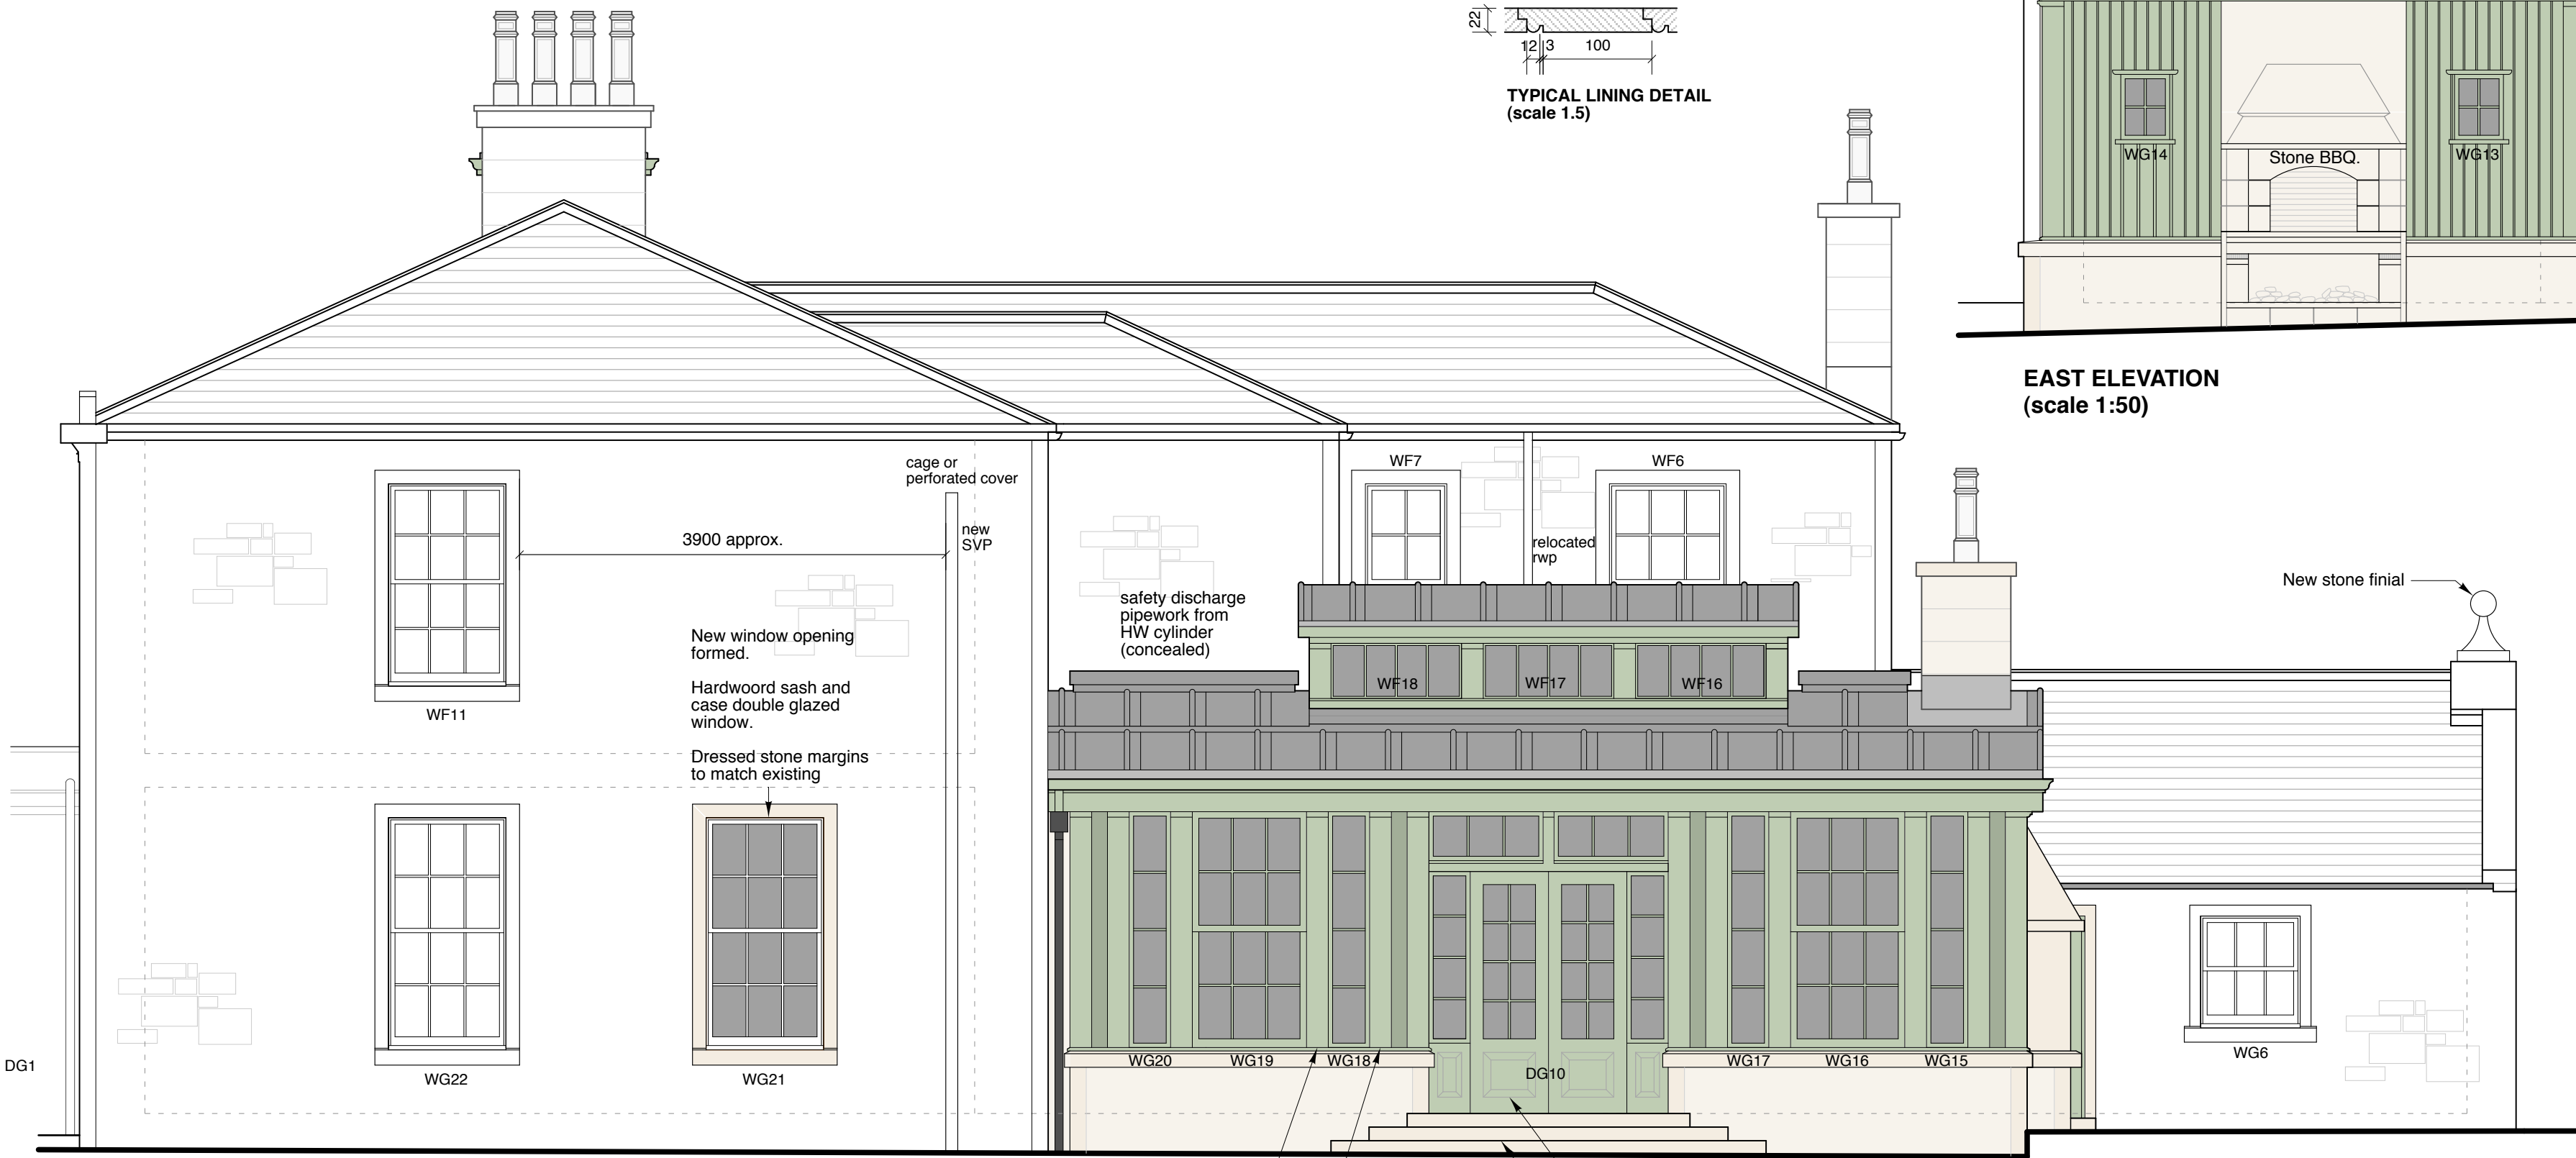 22
12 3 100
TYPICAL LINING DETAIL
(scale 1.5)
WG14
Stone BBQ.
WG13
EAST ELEVATION
(scale 1:50)
cage or
perforated cover
new
SVP
3900 approx.
WF7
WF6
relocated
rwp
New stone finial
safety discharge
pipework from
HW cylinder
(concealed)
New window opening
formed.
Hardwoord sash and
case double glazed
window.
Dressed stone margins
to match existing
WF11
WF18
WF17
WF16
DG1
WG22
WG21
WG20
WG19
WG18
DG10
WG17
WG16
WG15
WG6